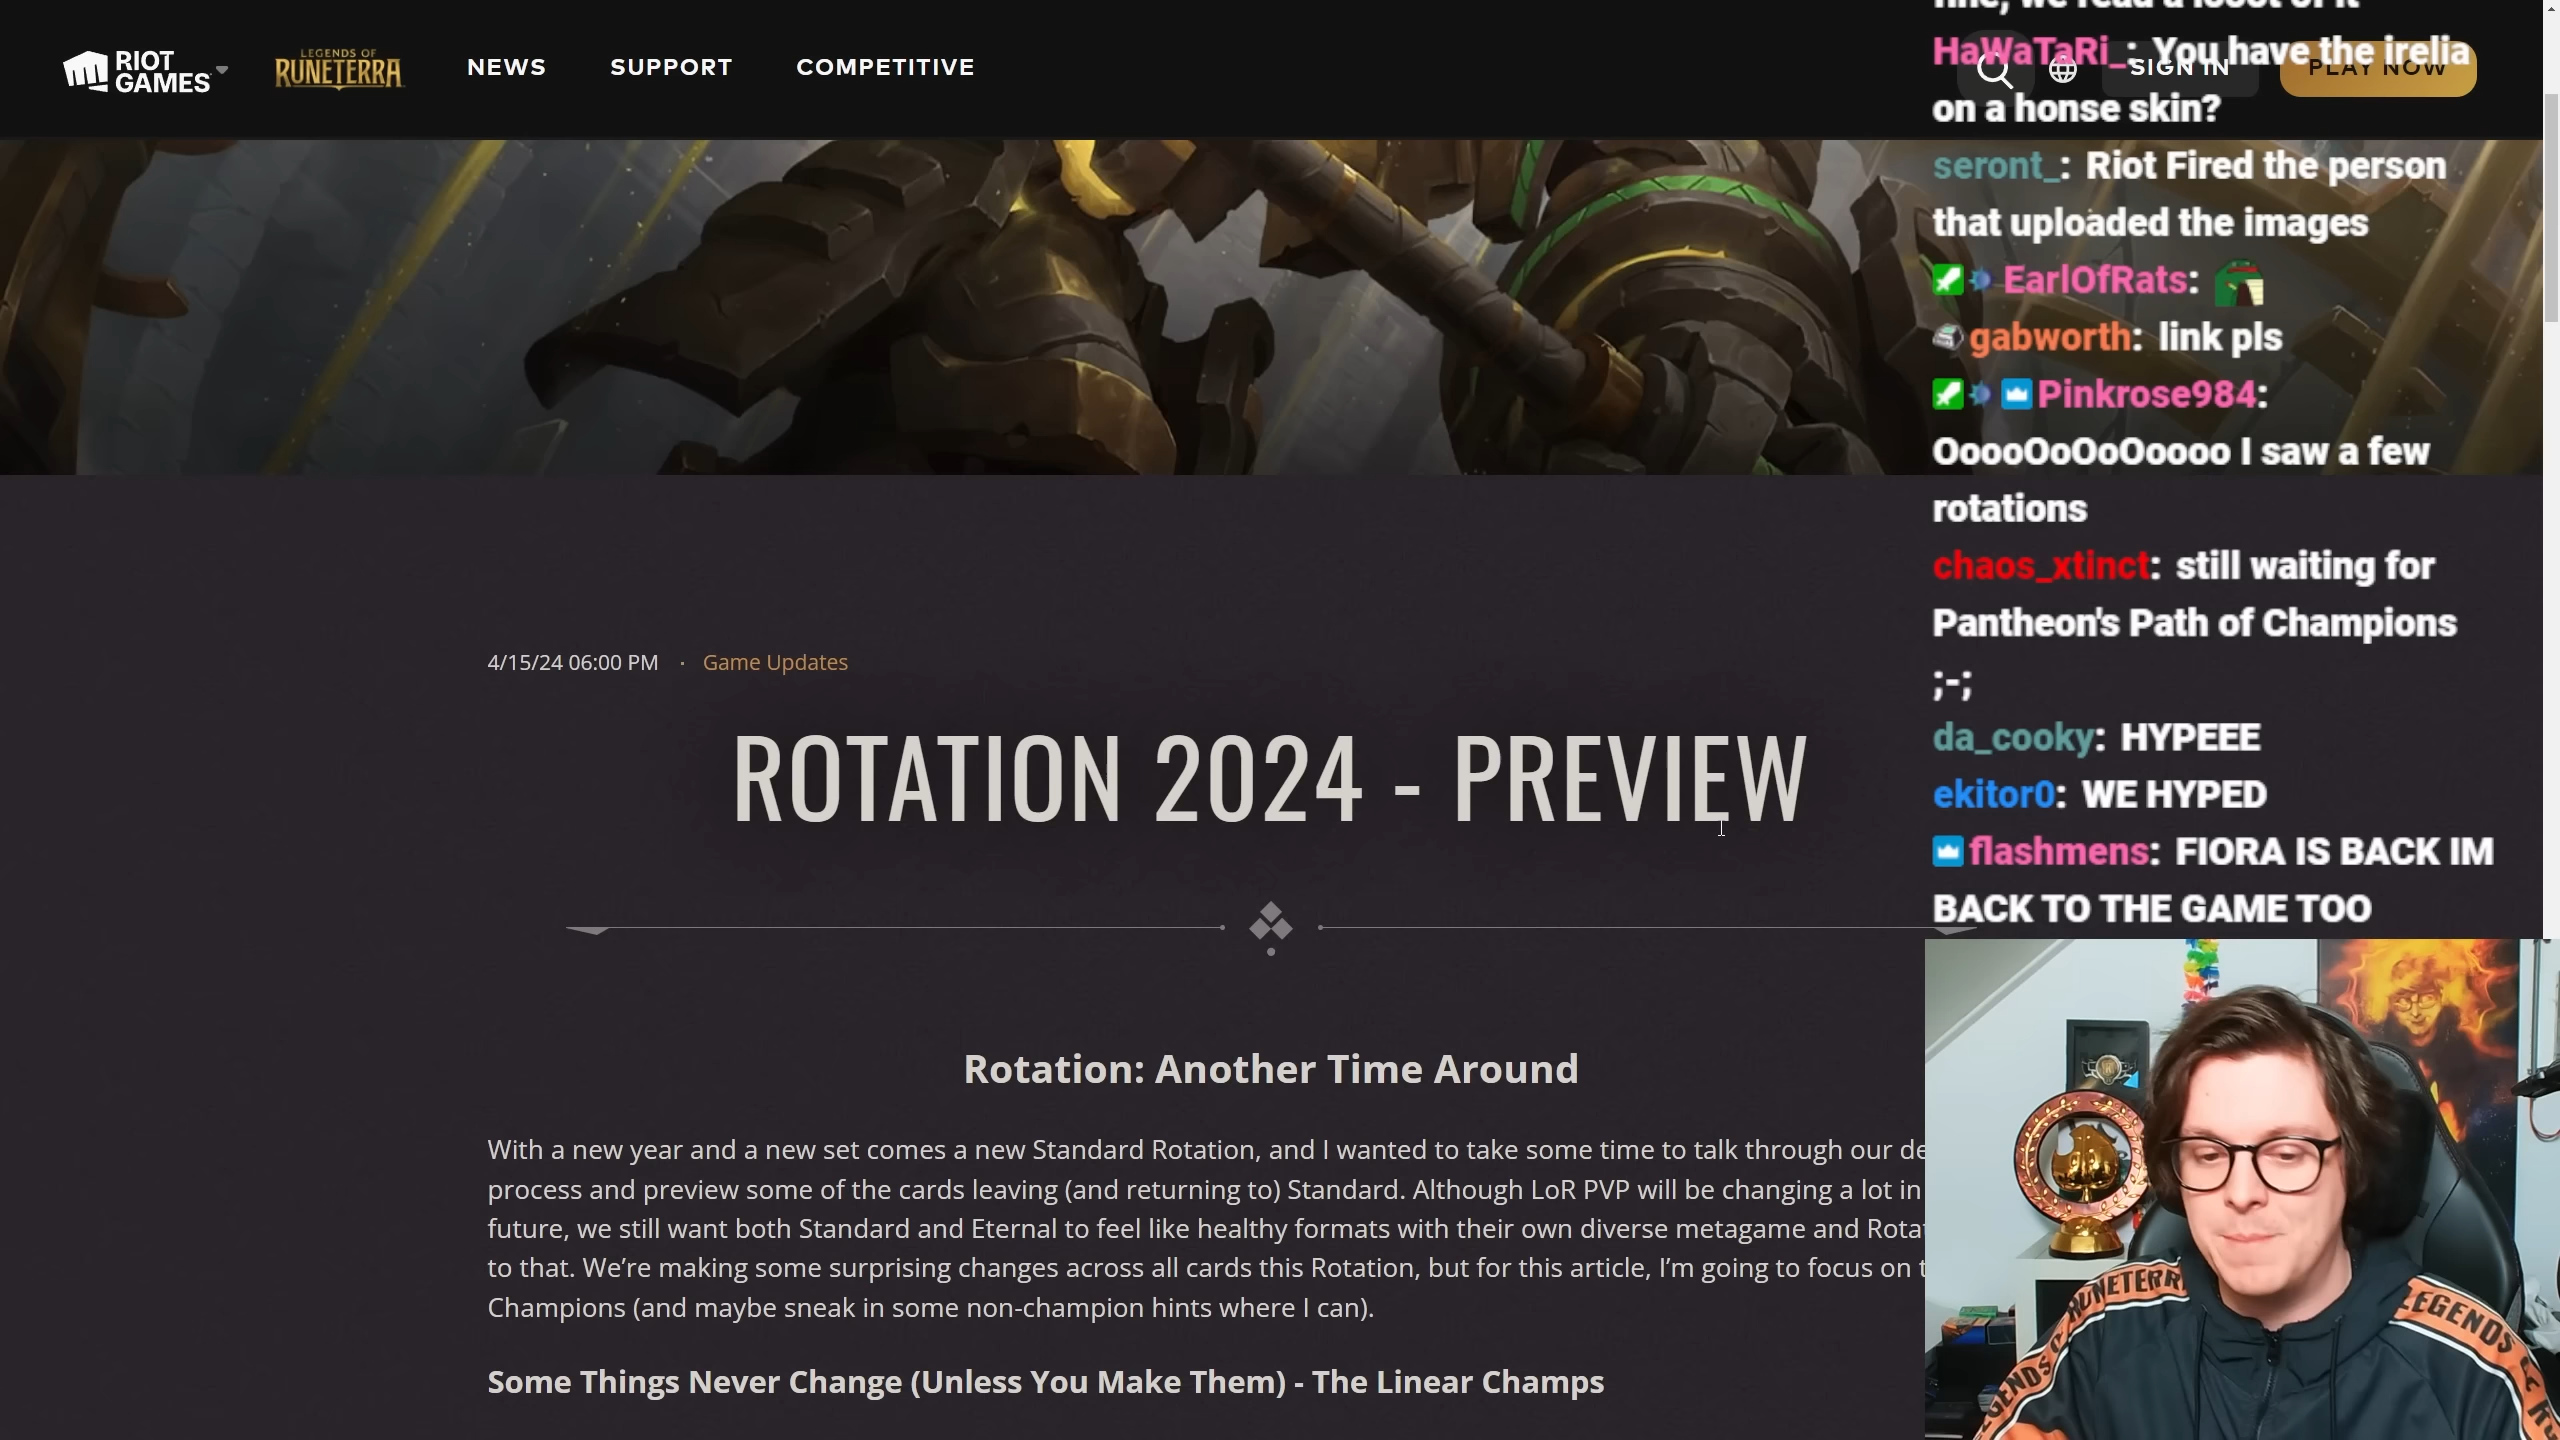 RIOT GAMES
LEGENDS OF RUNETERRA
NEWS
SUPPORT
COMPETITIVE
SIGN IN
PLAY NOW
4/15/24 06:00 PM · Game Updates
ROTATION 2024 - PREVIEW
Rotation: Another Time Around
With a new year and a new set comes a new Standard Rotation, and I wanted to take some time to talk through our
process and preview some of the cards leaving (and returning to) Standard. Although LoR PVP will be changing a lot in
future, we still want both Standard and Eternal to feel like healthy formats with their own diverse metagame and
to that. We’re making some surprising changes across all cards this Rotation, but for this article, I’m going to focus on
Champions (and maybe sneak in some non-champion hints where I can).
Some Things Never Change (Unless You Make Them) - The Linear Champs
HaWaTaRi_: You have the irelia
on a honse skin?
seront_: Riot Fired the person
that uploaded the images
EarlOfRats:
gabworth: link pls
Pinkrose984:
OoooOoOoOoooo I saw a few
rotations
chaos_xtinct: still waiting for
Pantheon's Path of Champions
;-;
da_cooky: HYPEEE
ekitor0: WE HYPED
flashmens: FIORA IS BACK IM
BACK TO THE GAME TOO
LEGENDS OF RUNETERRA
LEGENDS OF